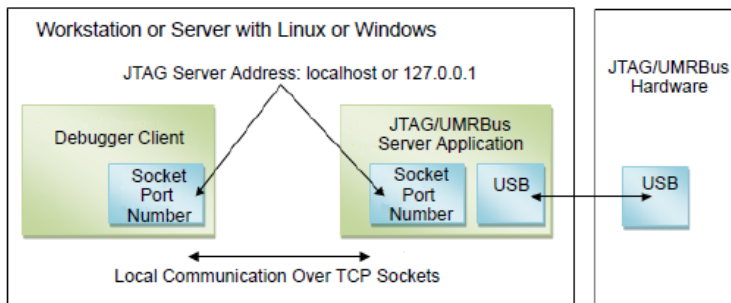 Workstation or Server with Linux or Windows
JTAG Server Address: localhost or 127.0.0.1
Debugger Client
Socket
Port
Number
JTAG/UMRBus
Server Application
Socket
Port
Number
USB
Local Communication Over TCP Sockets
JTAG/UMRBus
Hardware
USB